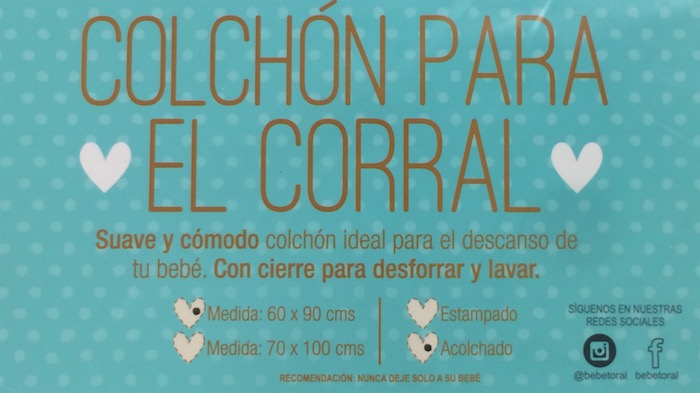 COLCHÓN PARA
EL CORRAL
Suave y cómodo colchón ideal para el descanso de
tu bebé. Con cierre para desforrar y lavar.
Medida: 60 x 90 cms
Medida: 70 x 100 cms
Estampado
Acolchado
SÍGUENOS EN NUESTRAS
REDES SOCIALES
@bebetoral bebetoral
RECOMENDACIÓN: NUNCA DEJE SOLO A SU BEBÉ